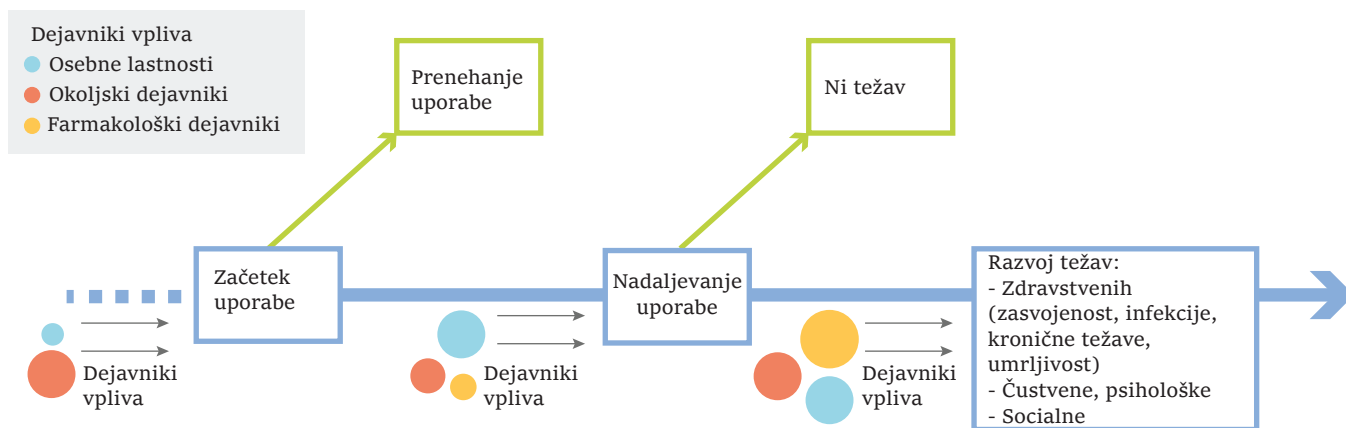 Dejavniki vpliva
Osebne lastnosti
Okoljski dejavniki
Farmakološki dejavniki
Prenehanje
uporabe
Ni težav
Začetek
uporabe
Nadaljevanje
uporabe
Razvoj težav:
- Zdravstvenih
(zasvojenost, infekcije,
kronične težave,
umrljivost)
- Čustvene, psihološke
- Socialne
Dejavniki
vpliva
Dejavniki
vpliva
Dejavniki
vpliva